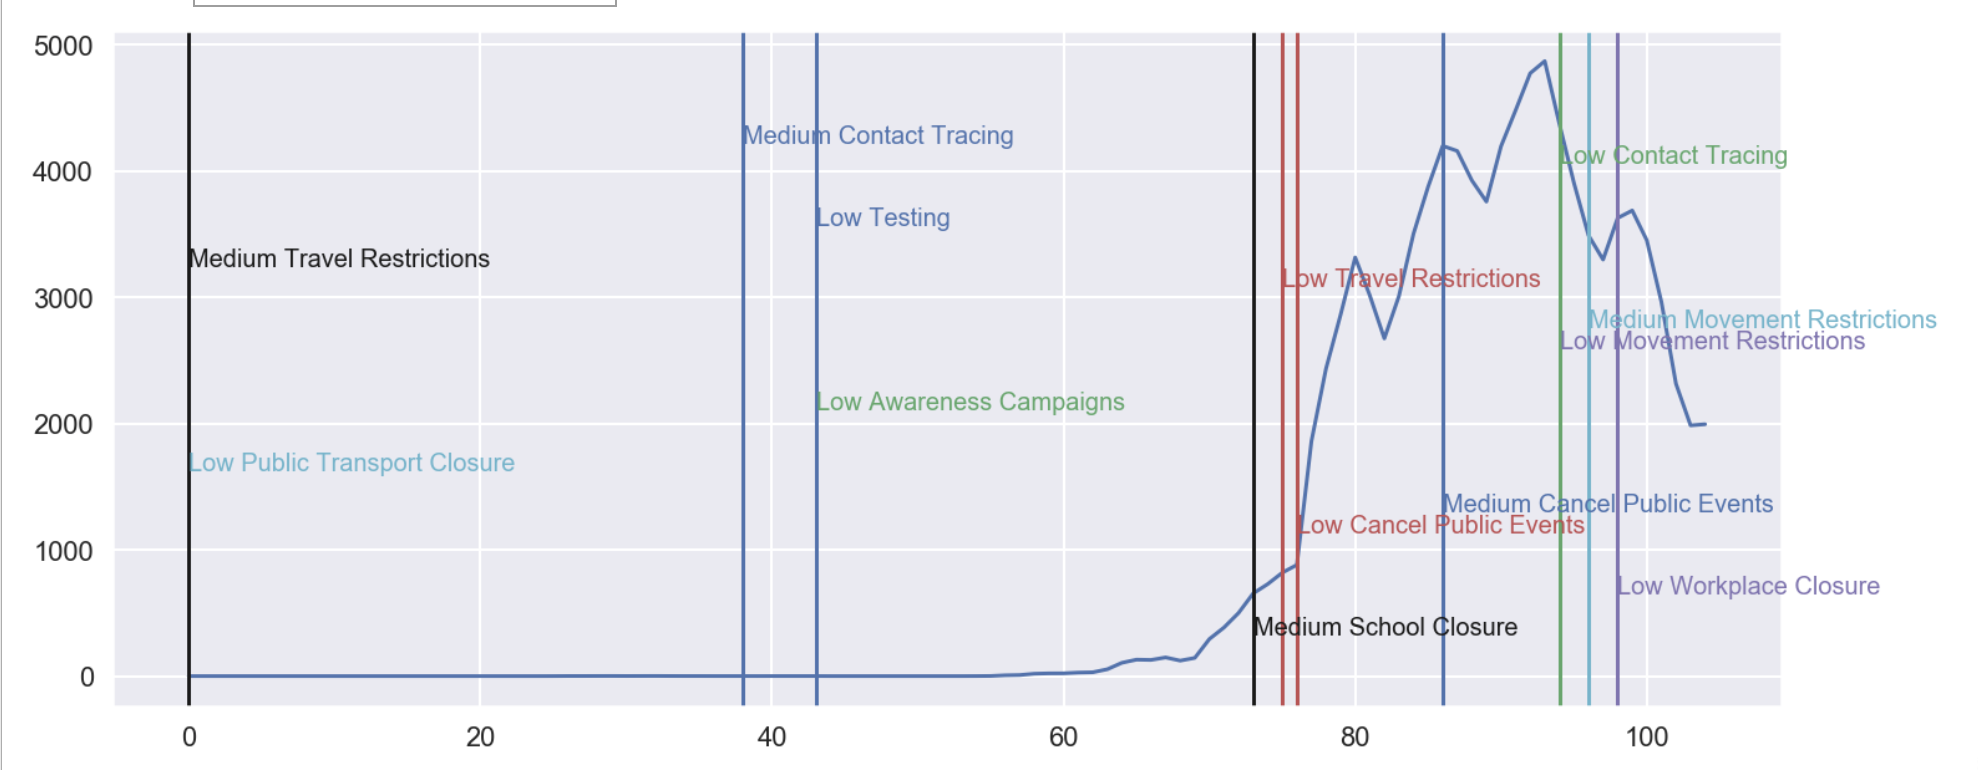 5000
Medium Contact Tracing
Low Contact Tracing
4000
Low Testing
Medium Travel Restrictions
Low Travel Restrictions
3000
Medium Movement Restrictions
Low Movement Restrictions
Low Awareness Campaigns
2000
Low Public Transport Closure
Medium Cancel Public Events
Low Cancel Public Events
1000
Low Workplace Closure
Medium School Closure
0
0 20 40 60 80 100